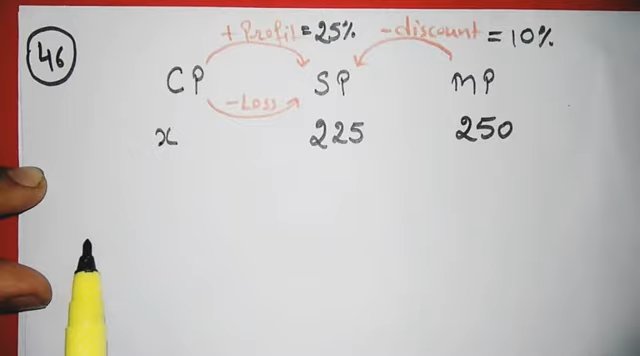 + Profit = 25% - discount = 10%
46
CP SP MP
- Loss
x 225 250